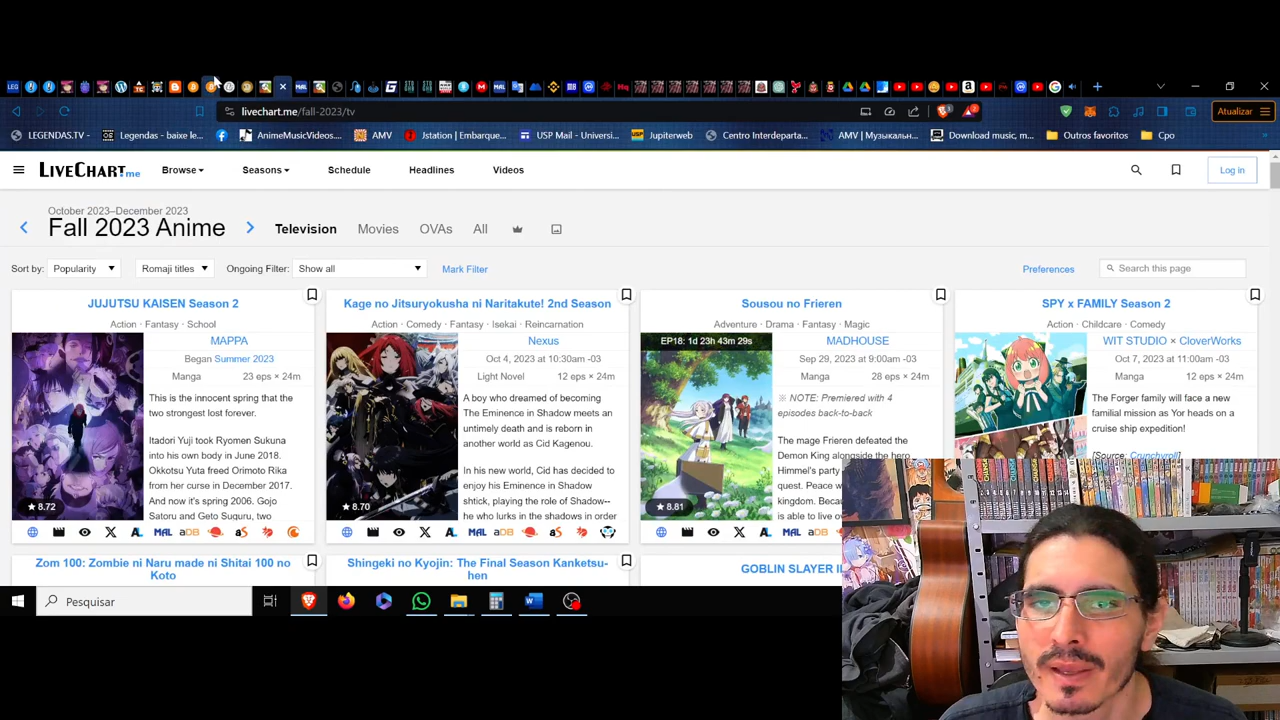 livechart.me/fall-2023/tv
Atualizar
LEGENDAS.TV -
Legendas - baixe le...
AnimeMusicVideos....
AMV
Jstation | Embarque...
USP Mail - Universi...
Jupiterweb
Centro Interdeparta...
AMV | Музыкальн...
Download music, m...
Outros favoritos
Cpo
LIVECHART.me
Browse
Seasons
Schedule
Headlines
Videos
Log in
October 2023–December 2023
Fall 2023 Anime
Television
Movies
OVAs
All
Sort by:
Popularity
Romaji titles
Ongoing Filter:
Show all
Mark Filter
Preferences
Search this page
JUJUTSU KAISEN Season 2
Action · Fantasy · School
MAPPA
Began Summer 2023
Manga
23 eps × 24m
This is the innocent spring that the
two strongest lost forever.
Itadori Yuji took Ryomen Sukuna
into his own body in June 2018.
Okkotsu Yuta freed Orimoto Rika
from her curse in December 2017.
And now it's spring 2006. Gojo
Satoru and Geto Suguru, two
★ 8.72
MAL
aDB
aS
Kage no Jitsuryokusha ni Naritakute! 2nd Season
Action · Comedy · Fantasy · Isekai · Reincarnation
Nexus
Oct 4, 2023 at 10:30am -03
Light Novel
12 eps × 24m
A boy who dreamed of becoming
The Eminence in Shadow meets an
untimely death and is reborn in
another world as Cid Kagenou.
In his new world, Cid has decided to
enjoy his Eminence in Shadow
shtick, playing the role of Shadow--
he who lurks in the shadows in order
★ 8.70
MAL
aDB
aS
Sousou no Frieren
Adventure · Drama · Fantasy · Magic
EP18: 1d 23h 43m 29s
MADHOUSE
Sep 29, 2023 at 9:00am -03
Manga
28 eps × 24m
※ NOTE: Premiered with 4
episodes back-to-back
The mage Frieren defeated the
Demon King alongside the hero
Himmel's party
quest. Peace w
kingdom. Beca
is able to live o
★ 8.81
MAL
aDB
SPY x FAMILY Season 2
Action · Childcare · Comedy
WIT STUDIO × CloverWorks
Oct 7, 2023 at 11:00am -03
Manga
12 eps × 24m
The Forger family will face a new
familial mission as Yor heads on a
cruise ship expedition!
[Source: Crunchyroll]
Zom 100: Zombie ni Naru made ni Shitai 100 no
Koto
Shingeki no Kyojin: The Final Season Kanketsu-
hen
GOBLIN SLAYER II
Pesquisar